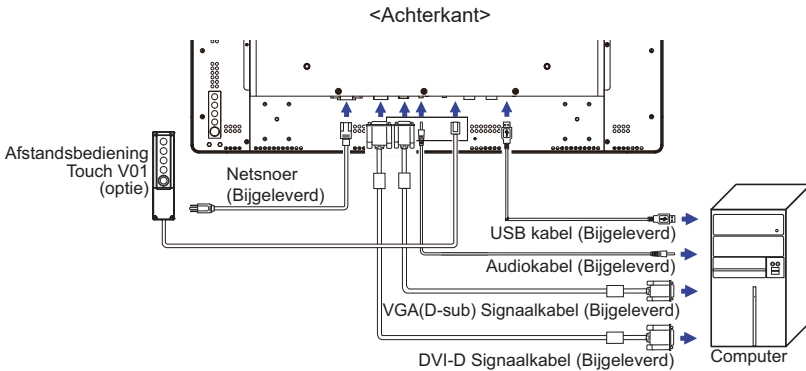 <Achterkant>
Afstandsbediening
Touch V01
(optie)
Netsnoer
(Bijgeleverd)
USB kabel (Bijgeleverd)
Audiokabel (Bijgeleverd)
VGA(D-sub) Signaalkabel (Bijgeleverd)
DVI-D Signaalkabel (Bijgeleverd)
Computer